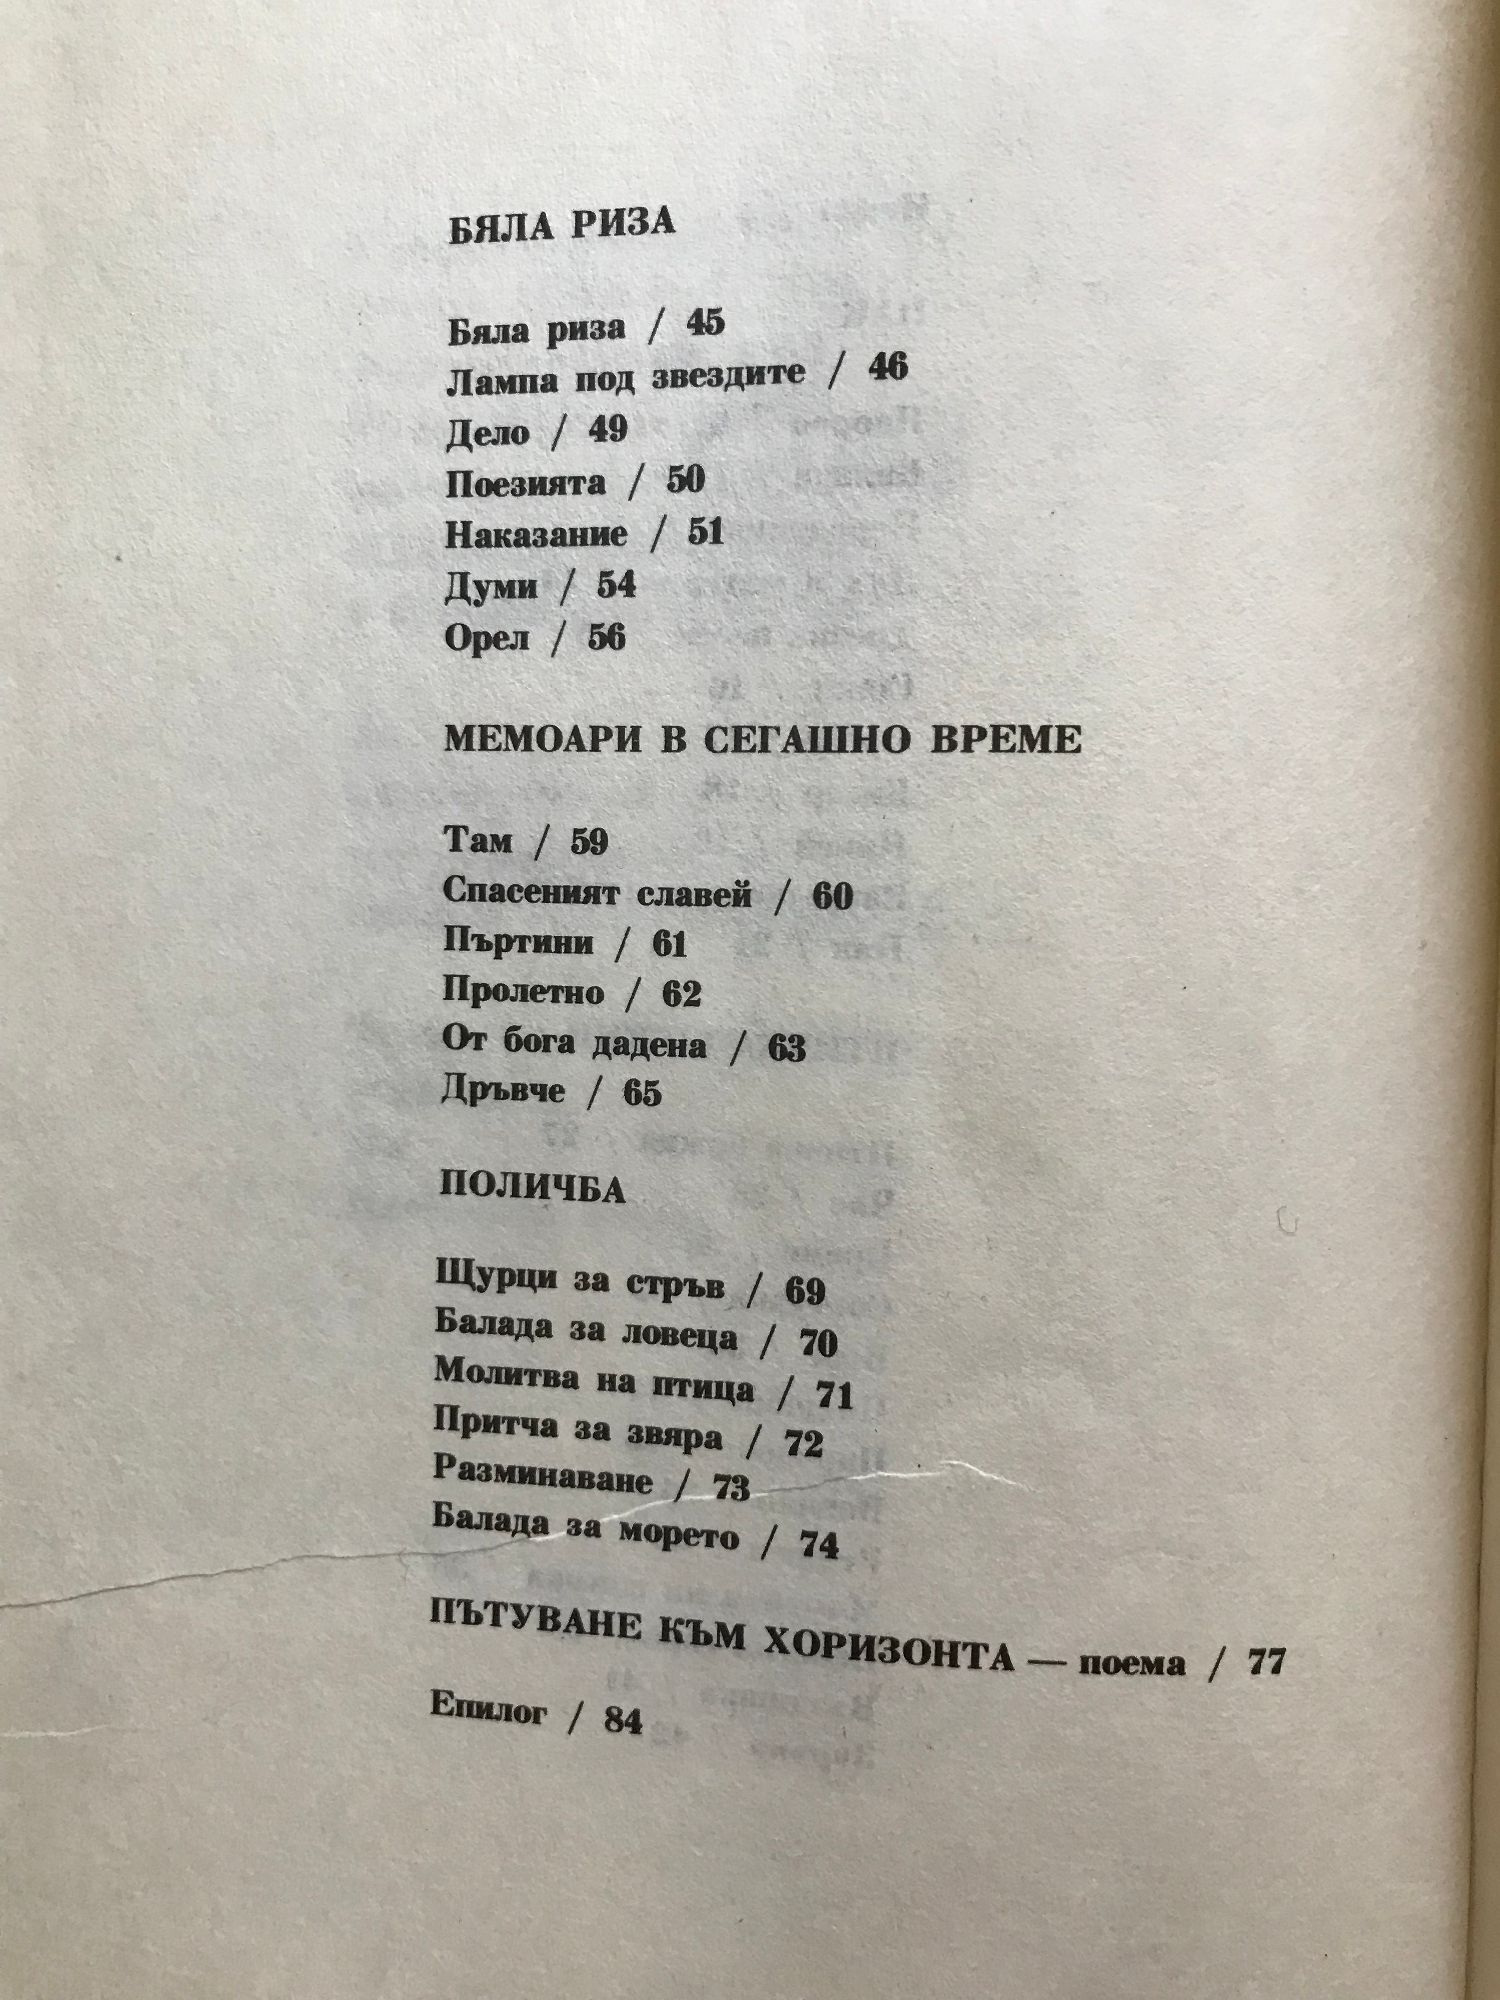 БЯЛА РИЗА
Бяла риза / 45
Лампа под звездите / 46
Дело / 49
Поезията / 50
Наказание / 51
Думи / 54
Орел / 56
МЕМОАРИ В СЕГАШНО ВРЕМЕ
Там / 59
Спасеният славей / 60
Пъртини / 61
Пролетно / 62
От бога дадена / 63
Дръвче / 65
ПОЛИЧБА
Щурци за стръв / 69
Балада за ловеца / 70
Молитва на птица / 71
Притча за звяра / 72
Разминаване / 73
Балада за морето / 74
ПЪТУВАНЕ КЪМ ХОРИЗОНТА — поема / 77
Епилог / 84